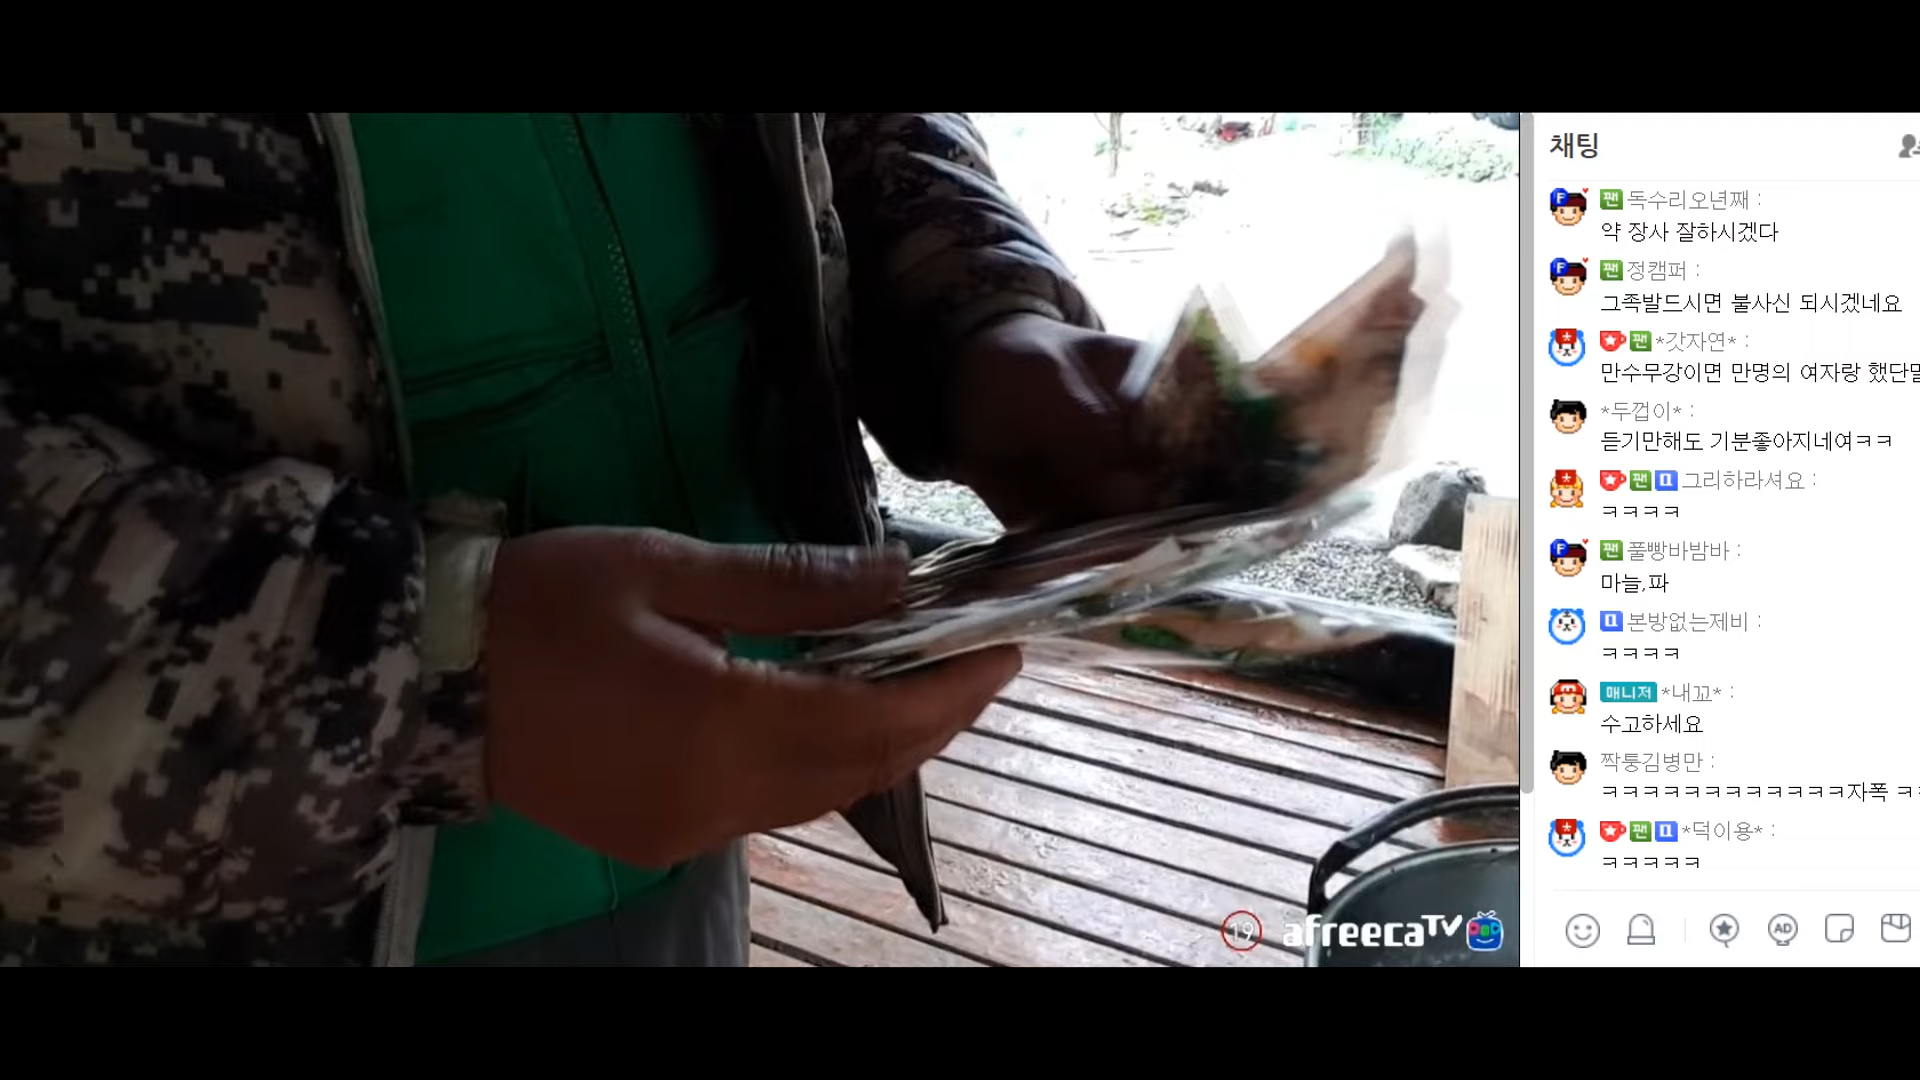 채팅
팬 독수리오년째 :
약 장사 잘하시겠다
팬 정캠퍼 :
그족발드시면 불사신 되시겠네요
팬 *갓자연* :
만수무강이면 만명의 여자랑 했단말
*두껍이* :
듣기만해도 기분좋아지네여ㅋㅋ
팬 그리하라셔요 :
ㅋㅋㅋㅋ
팬 풀빵바밤바 :
마늘,파
본방없는제비 :
ㅋㅋㅋㅋ
매니저 *내꼬* :
수고하세요
짝퉁김병만 :
ㅋㅋㅋㅋㅋㅋㅋㅋㅋㅋㅋㅋ자폭 ㅋ
팬 *덕이용* :
ㅋㅋㅋㅋㅋ
AD
19 afreecaTV